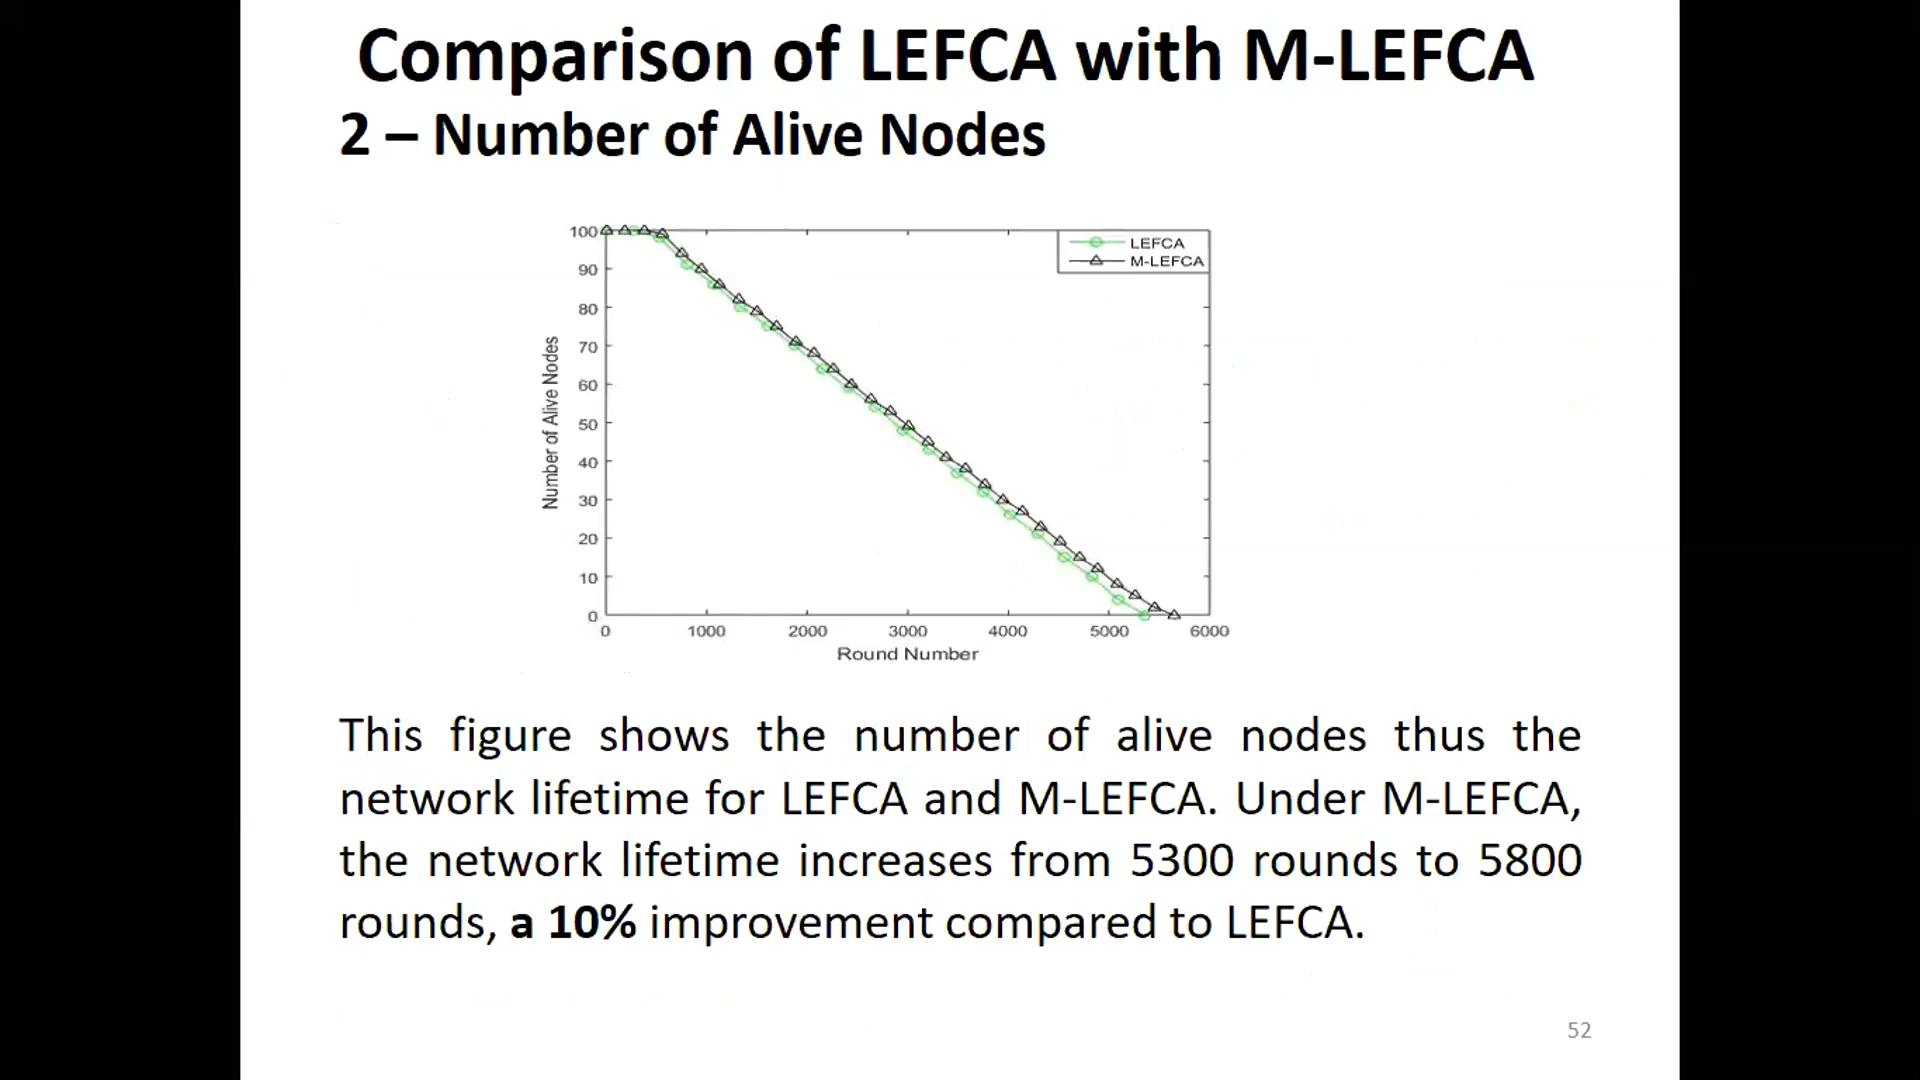 Comparison of LEFCA with M-LEFCA
2 – Number of Alive Nodes
100
90
80
70
60
50
40
30
20
10
0
Number of Alive Nodes
LEFCA
M-LEFCA
0 1000 2000 3000 4000 5000 6000
Round Number
This figure shows the number of alive nodes thus the
network lifetime for LEFCA and M-LEFCA. Under M-LEFCA,
the network lifetime increases from 5300 rounds to 5800
rounds, a 10% improvement compared to LEFCA.
52